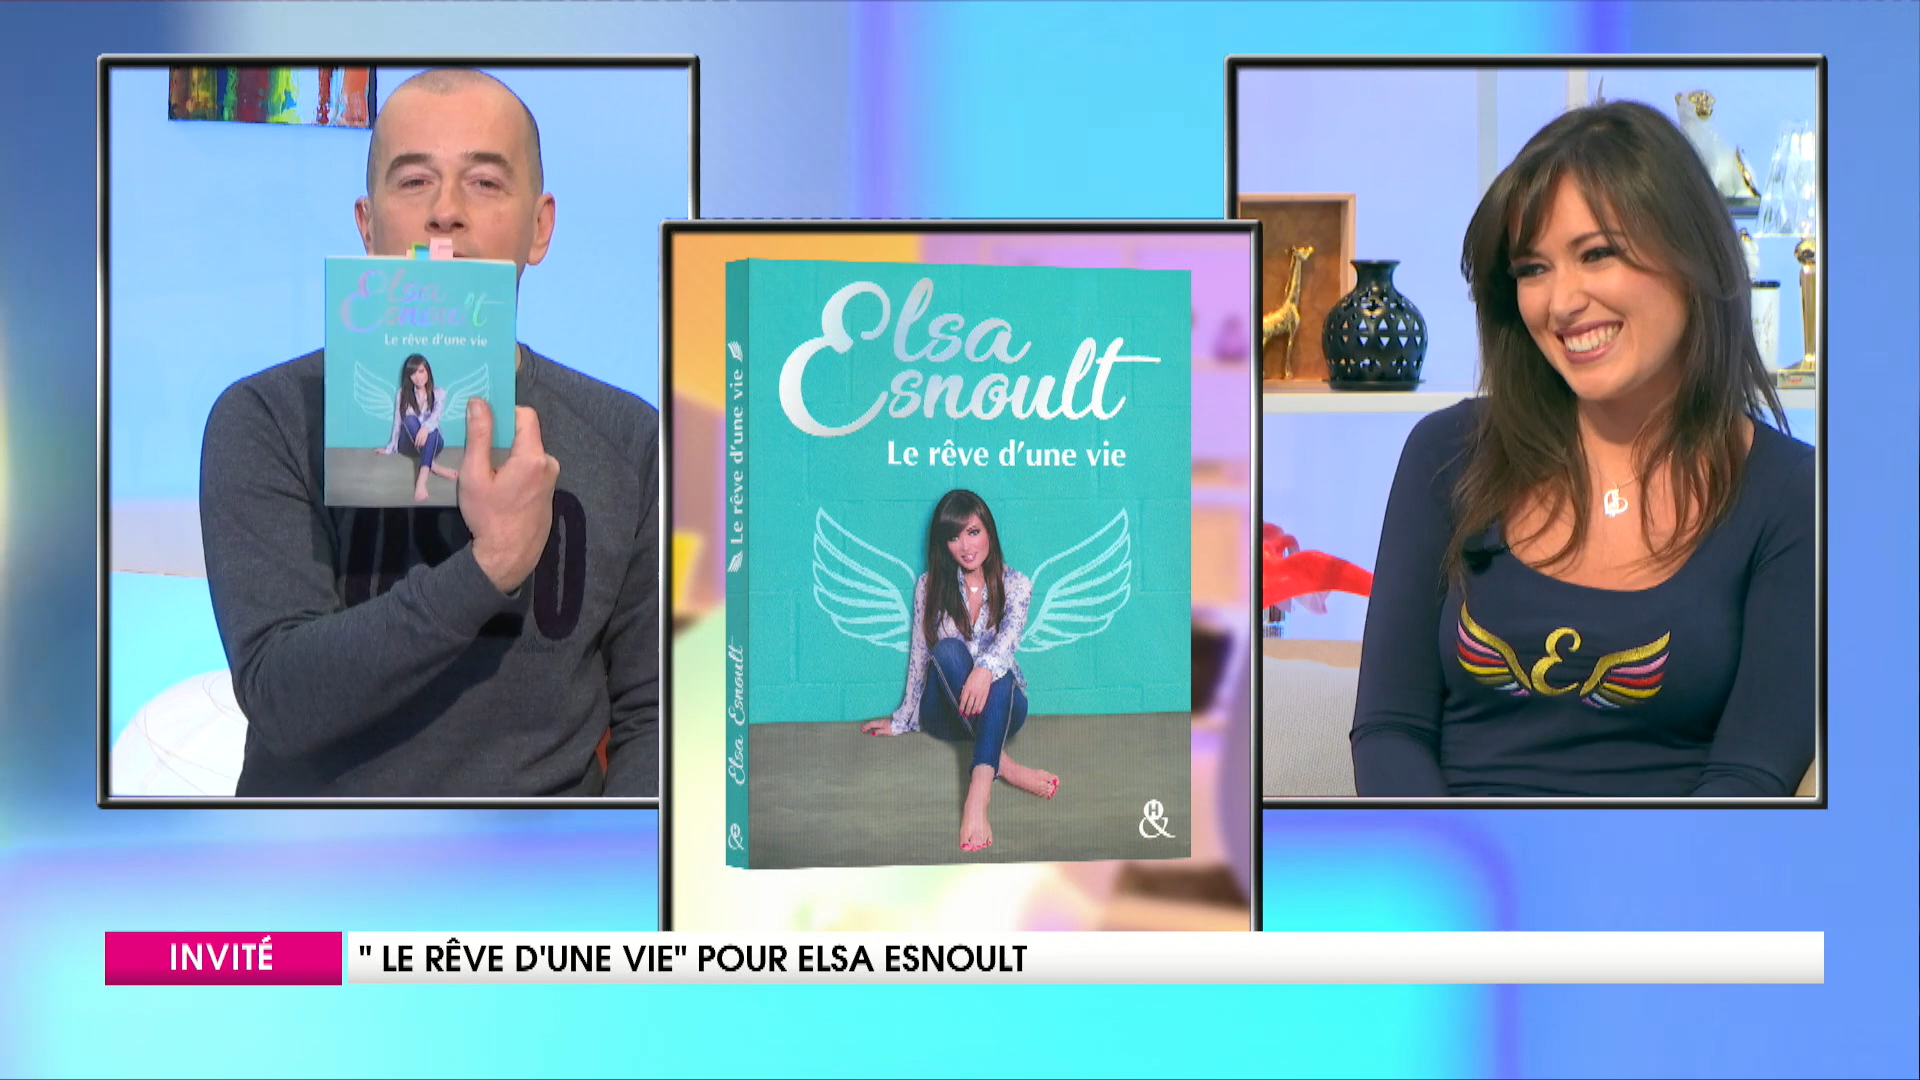 Elsa
Esnoult
Le rêve d'une vie
Elsa
Esnoult
Le rêve d'une vie
Le rêve d'une vie
Elsa Esnoult
H&
H&
E
INVITÉ
" LE RÊVE D'UNE VIE" POUR ELSA ESNOULT